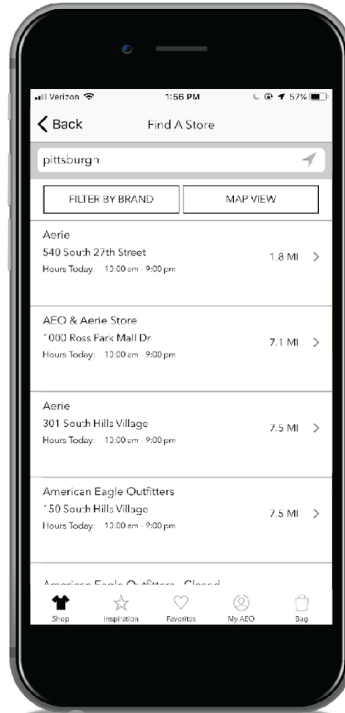 Verizon 1:56 PM 57%
Back Find A Store
pittsburgh
FILTER BY BRAND MAP VIEW
Aerie
540 South 27th Street 1.8 MI
Hours Today: 10:00 am - 9:00 pm
AEO & Aerie Store
1000 Ross Park Mall Dr 7.1 MI
Hours Today: 10:00 am - 9:00 pm
Aerie
301 South Hills Village 7.5 MI
Hours Today: 10:00 am - 9:00 pm
American Eagle Outfitters
150 South Hills Village 7.5 MI
Hours Today: 10:00 am - 9:00 pm
American Eagle Outfitters - Closed
Shop Inspiration Favorites My AEO Bag